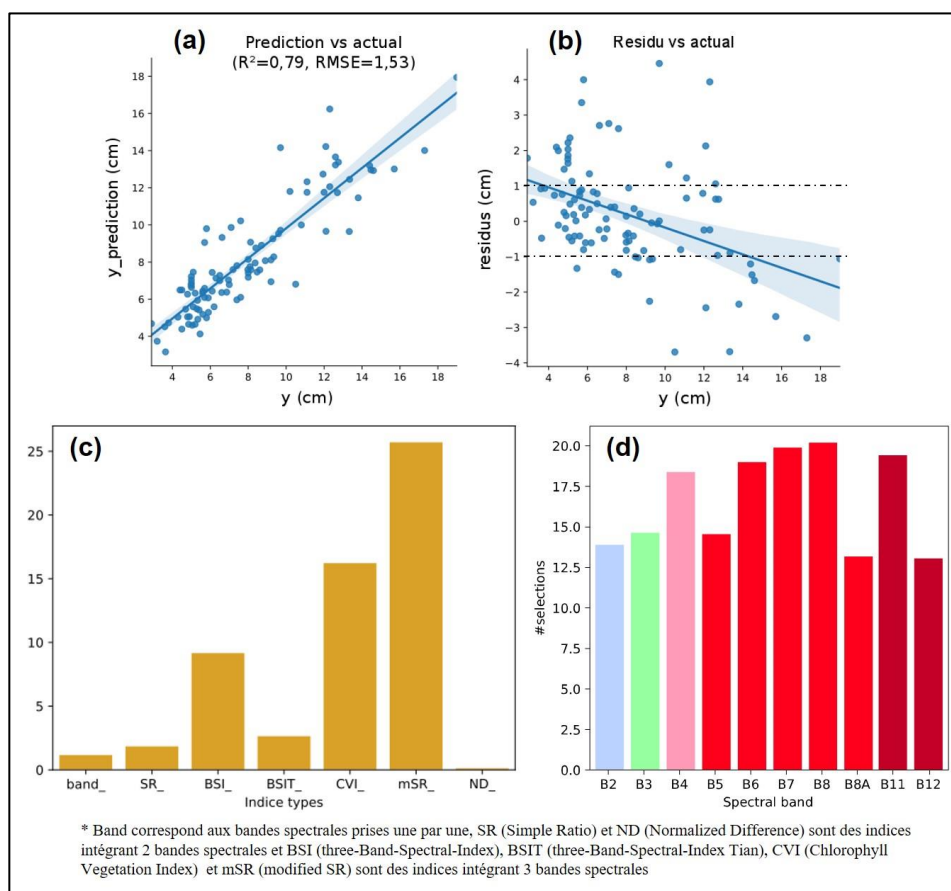 (a)
Prediction vs actual
(R²=0,79, RMSE=1,53)
18
16
14
12
10
8
6
4
y_prediction (cm)
4 6 8 10 12 14 16 18
y (cm)
(b)
Residu vs actual
4
3
2
1
0
−1
−2
−3
−4
residus (cm)
4 6 8 10 12 14 16 18
y (cm)
(c)
25
20
15
10
5
0
band_ SR_ BSI_ BSIT_ CVI_ mSR_ ND_
Indice types
(d)
20.0
17.5
15.0
12.5
10.0
7.5
5.0
2.5
0.0
#selections
B2 B3 B4 B5 B6 B7 B8 B8A B11 B12
Spectral band
* Band correspond aux bandes spectrales prises une par une, SR (Simple Ratio) et ND (Normalized Difference) sont des indices
intégrant 2 bandes spectrales et BSI (three-Band-Spectral-Index), BSIT (three-Band-Spectral-Index Tian), CVI (Chlorophyll
Vegetation Index) et mSR (modified SR) sont des indices intégrant 3 bandes spectrales